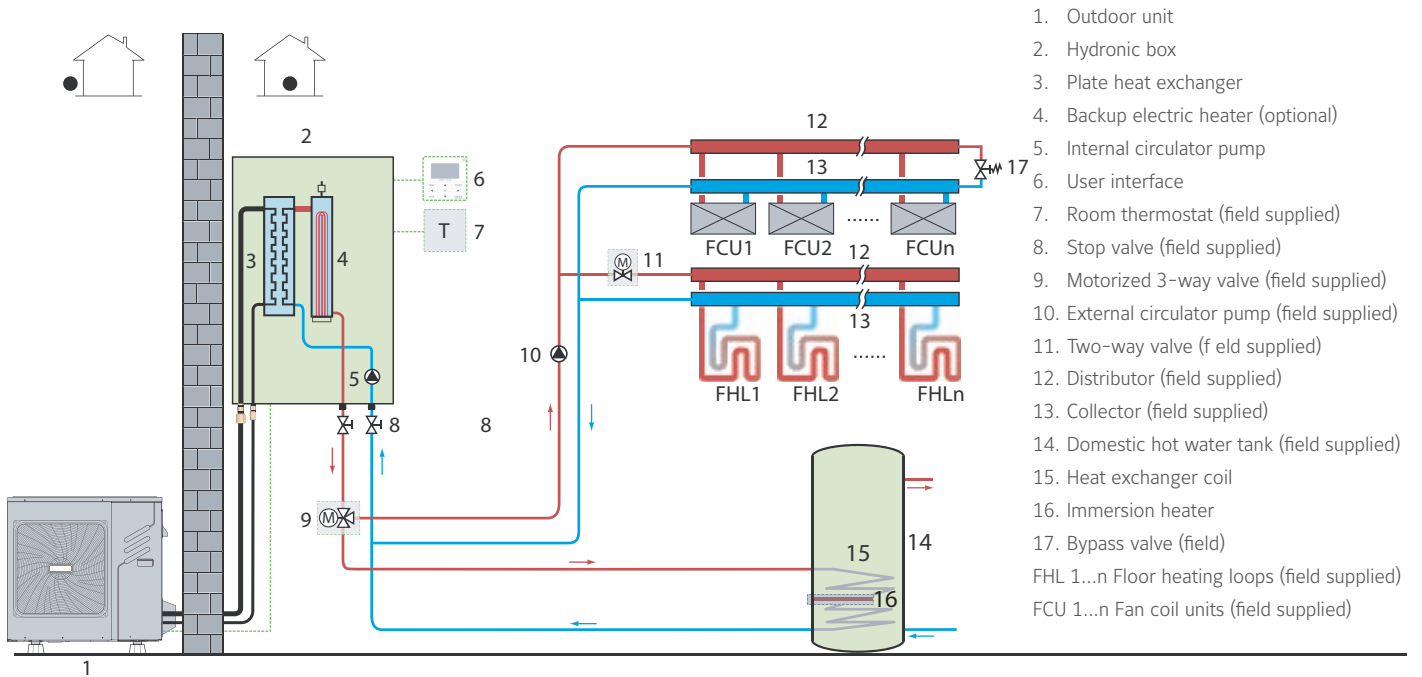 2
12
1. Outdoor unit
2. Hydronic box
3. Plate heat exchanger
4. Backup electric heater (optional)
5. Internal circulator pump
6. User interface
7. Room thermostat (field supplied)
8. Stop valve (field supplied)
9. Motorized 3-way valve (field supplied)
10. External circulator pump (field supplied)
11. Two-way valve (f eld supplied)
12. Distributor (field supplied)
13. Collector (field supplied)
14. Domestic hot water tank (field supplied)
15. Heat exchanger coil
16. Immersion heater
17. Bypass valve (field)
FHL 1...n Floor heating loops (field supplied)
FCU 1...n Fan coil units (field supplied)
13
17
6
T 7
3
4
5
8
8
FCU1 FCU2 ...... FCUn
M 11
12
13
10
FHL1 FHL2 ...... FHLn
9 M
14
15
16
1